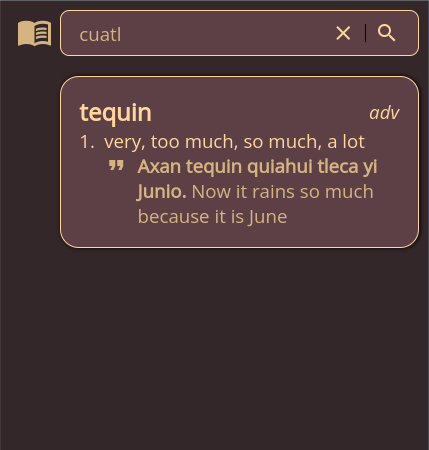 cuatl
tequin adv
1. very, too much, so much, a lot
Axan tequin quiahui tleca yi
Junio. Now it rains so much
because it is June